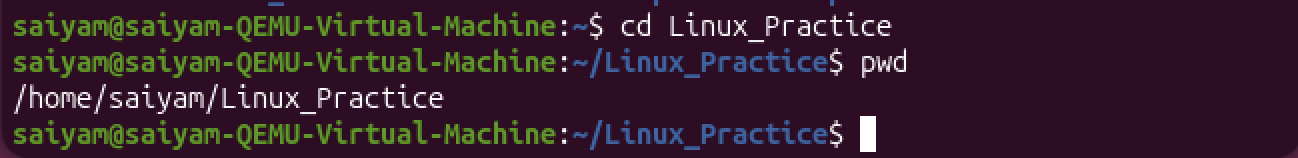 saiyam@saiyam-QEMU-Virtual-Machine:~$ cd Linux_Practice
saiyam@saiyam-QEMU-Virtual-Machine:~/Linux_Practice$ pwd
/home/saiyam/Linux_Practice
saiyam@saiyam-QEMU-Virtual-Machine:~/Linux_Practice$